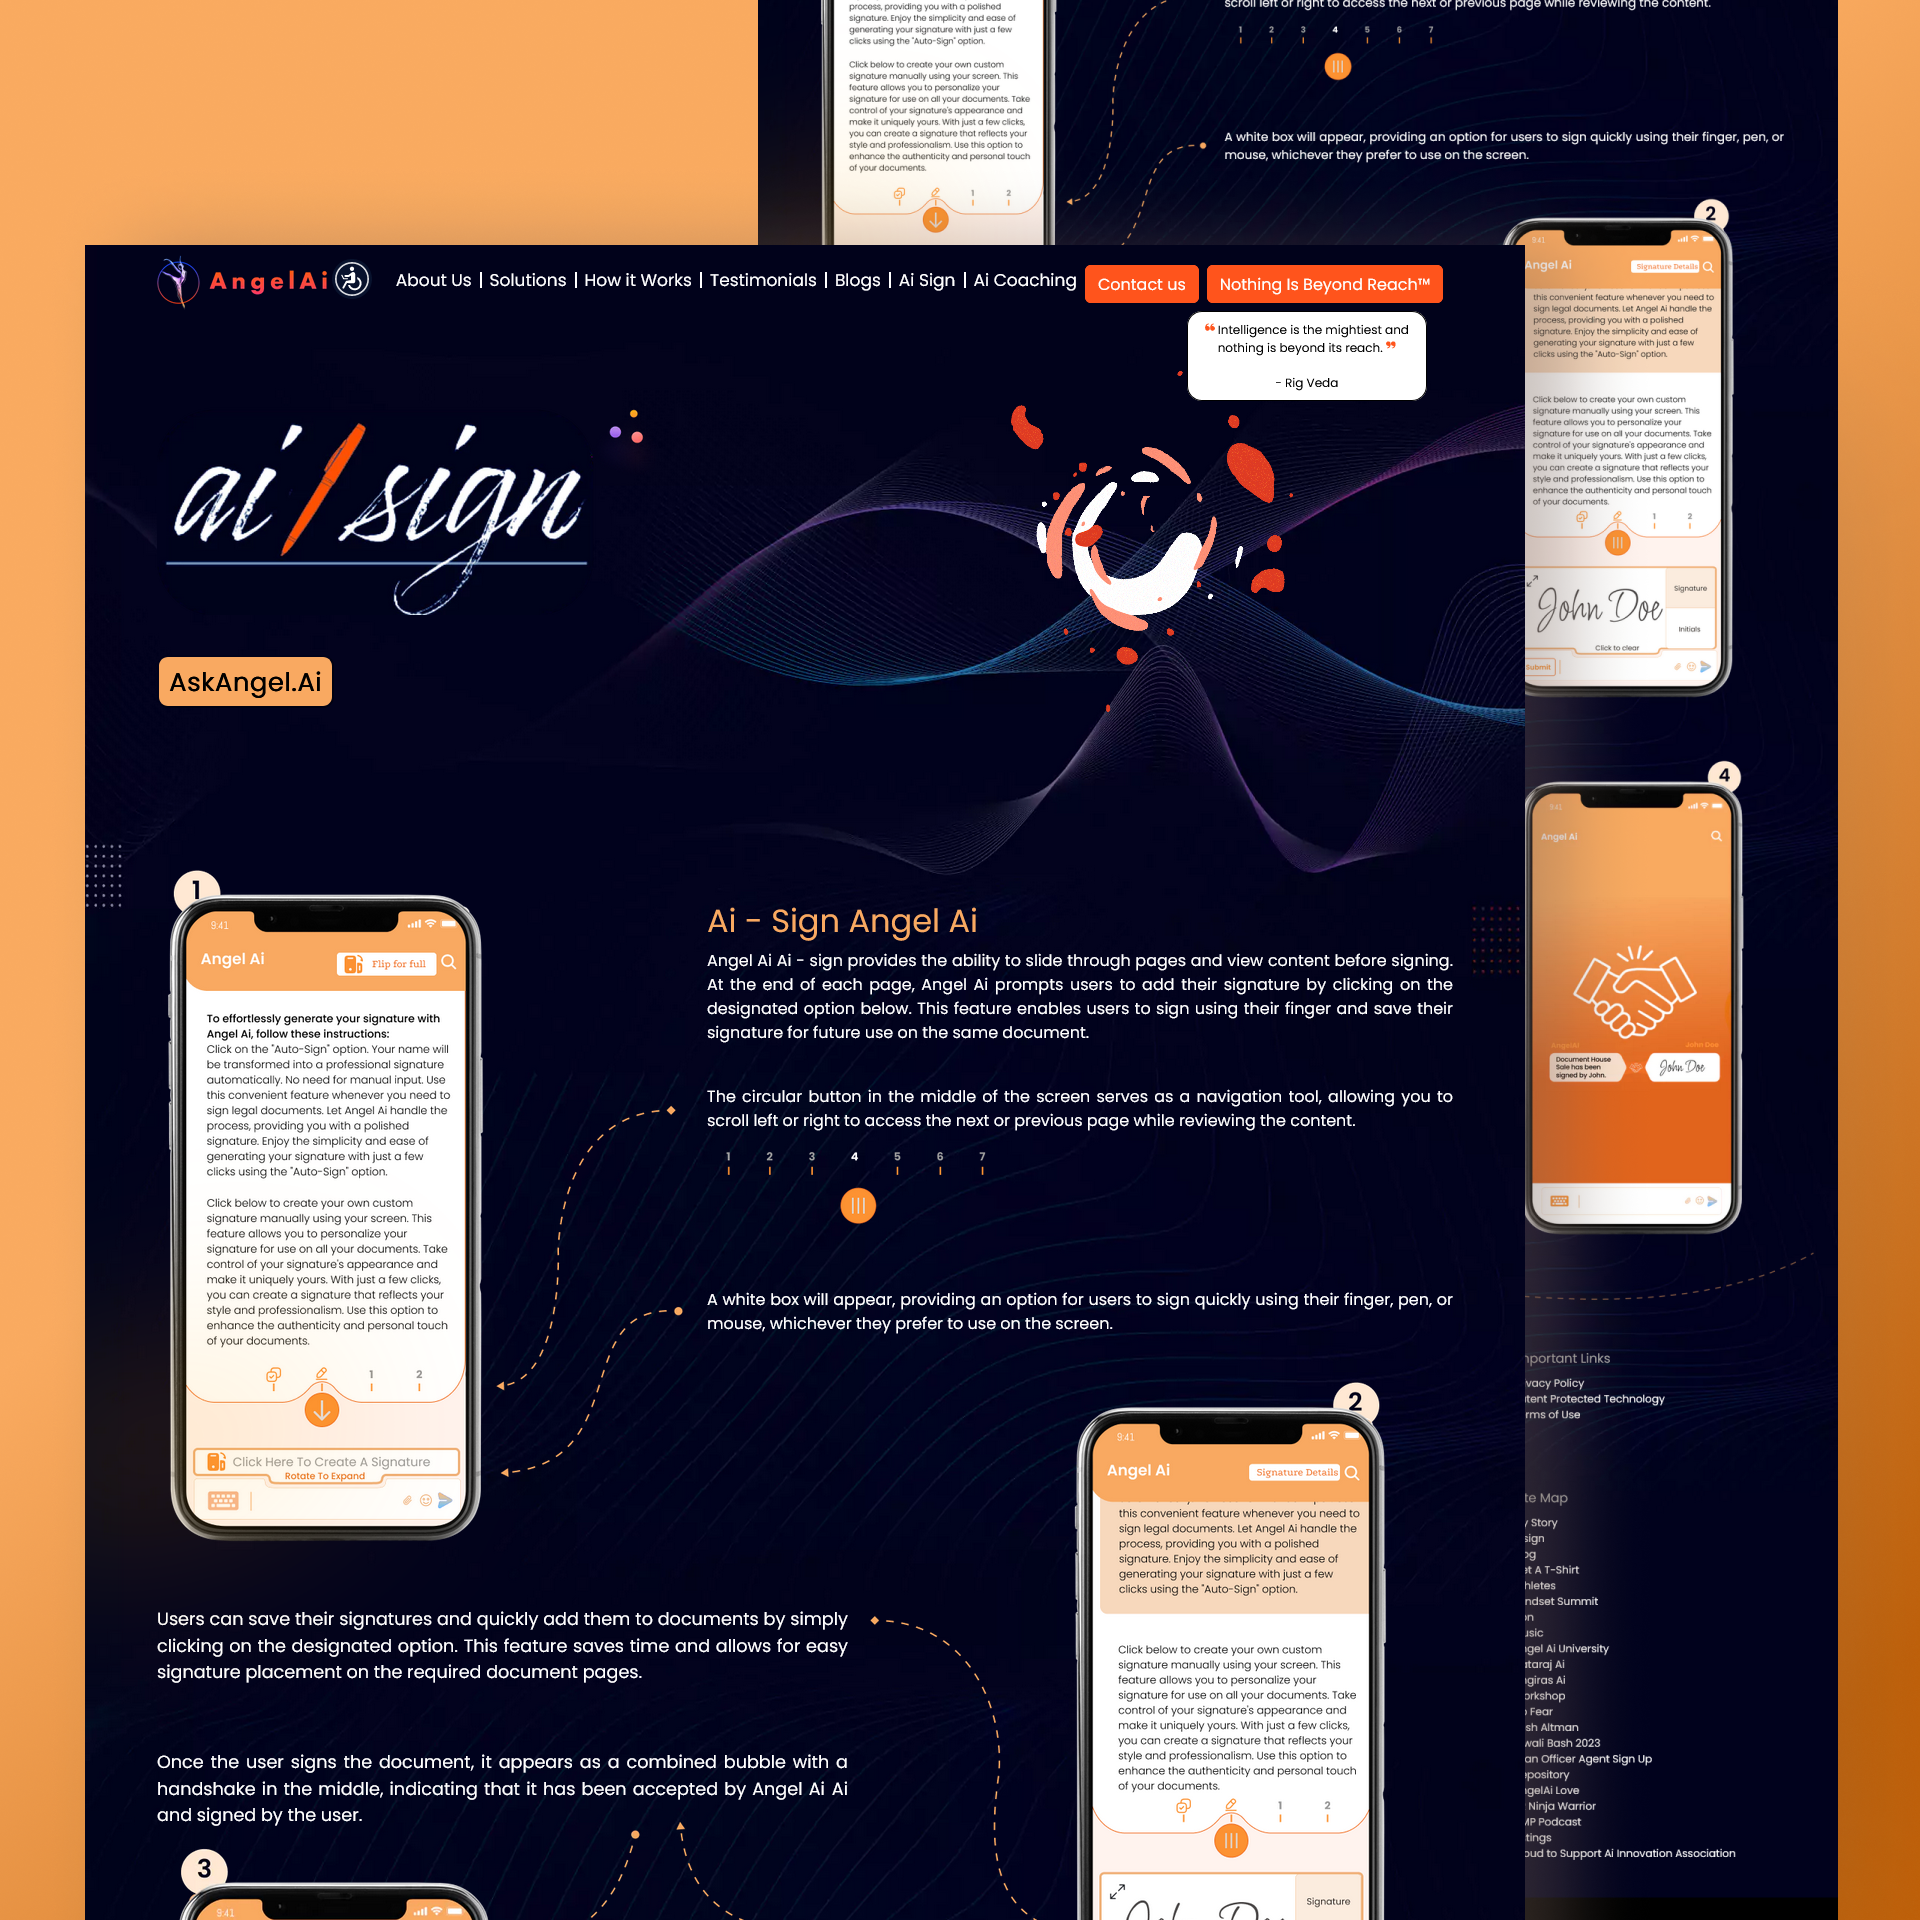 process, providing you with a polished
signature. Enjoy the simplicity and ease of
generating your signature with just a few
clicks using the "Auto-Sign" option.
Click below to create your own custom
signature manually using your screen. This
feature allows you to personalize your
signature for use on all your documents. Take
control of your signature's appearance and
make it uniquely yours. With just a few clicks,
you can create a signature that reflects your
style and professionalism. Use this option to
enhance the authenticity and personal touch
of your documents.
1 2
scroll left or right to access the next or previous page while reviewing the content.
1 2 3 4 5 6 7
A white box will appear, providing an option for users to sign quickly using their finger, pen, or
mouse, whichever they prefer to use on the screen.
AngelAi
About Us | Solutions | How it Works | Testimonials | Blogs | Ai Sign | Ai Coaching
Contact us
Nothing Is Beyond Reach™
❝ Intelligence is the mightiest and
nothing is beyond its reach. ❞
- Rig Veda
ai/sign
AskAngel.Ai
1
9:41
Angel Ai
Flip for full
To effortlessly generate your signature with
Angel Ai, follow these instructions:
Click on the "Auto-Sign" option. Your name will
be transformed into a professional signature
automatically. No need for manual input. Use
this convenient feature whenever you need to
sign legal documents. Let Angel Ai handle the
process, providing you with a polished
signature. Enjoy the simplicity and ease of
generating your signature with just a few
clicks using the "Auto-Sign" option.
Click below to create your own custom
signature manually using your screen. This
feature allows you to personalize your
signature for use on all your documents. Take
control of your signature's appearance and
make it uniquely yours. With just a few clicks,
you can create a signature that reflects your
style and professionalism. Use this option to
enhance the authenticity and personal touch
of your documents.
1 2
Click Here To Create A Signature
Rotate To Expand
Ai - Sign Angel Ai
Angel Ai Ai - sign provides the ability to slide through pages and view content before signing.
At the end of each page, Angel Ai prompts users to add their signature by clicking on the
designated option below. This feature enables users to sign using their finger and save their
signature for future use on the same document.
The circular button in the middle of the screen serves as a navigation tool, allowing you to
scroll left or right to access the next or previous page while reviewing the content.
1 2 3 4 5 6 7
A white box will appear, providing an option for users to sign quickly using their finger, pen, or
mouse, whichever they prefer to use on the screen.
2
9:41
Angel Ai
Signature Details
this convenient feature whenever you need to
sign legal documents. Let Angel Ai handle the
process, providing you with a polished
signature. Enjoy the simplicity and ease of
generating your signature with just a few
clicks using the "Auto-Sign" option.
Click below to create your own custom
signature manually using your screen. This
feature allows you to personalize your
signature for use on all your documents. Take
control of your signature's appearance and
make it uniquely yours. With just a few clicks,
you can create a signature that reflects your
style and professionalism. Use this option to
enhance the authenticity and personal touch
of your documents.
1 2
John Doe
Signature
Users can save their signatures and quickly add them to documents by simply
clicking on the designated option. This feature saves time and allows for easy
signature placement on the required document pages.
Once the user signs the document, it appears as a combined bubble with a
handshake in the middle, indicating that it has been accepted by Angel Ai Ai
and signed by the user.
3
9:41
2
9:41
Angel Ai
Signature Details
this convenient feature whenever you need to
sign legal documents. Let Angel Ai handle the
process, providing you with a polished
signature. Enjoy the simplicity and ease of
generating your signature with just a few
clicks using the "Auto-Sign" option.
Click below to create your own custom
signature manually using your screen. This
feature allows you to personalize your
signature for use on all your documents. Take
control of your signature's appearance and
make it uniquely yours. With just a few clicks,
you can create a signature that reflects your
style and professionalism. Use this option to
enhance the authenticity and personal touch
of your documents.
1 2
John Doe
Signature
Initials
Click to clear
Submit
4
9:41
Angel Ai
AngelAi
John Doe
Document House
Sale has been
signed by John.
John Doe
mportant Links
vacy Policy
tent Protected Technology
rms of Use
te Map
y Story
sign
og
et A T-Shirt
hletes
ndset Summit
on
usic
ngel Ai University
ataraj Ai
ngiras Ai
orkshop
o Fear
sh Altman
wali Bash 2023
an Officer Agent Sign Up
epository
ngelAi Love
Ninja Warrior
MP Podcast
tings
oud to Support Ai Innovation Association